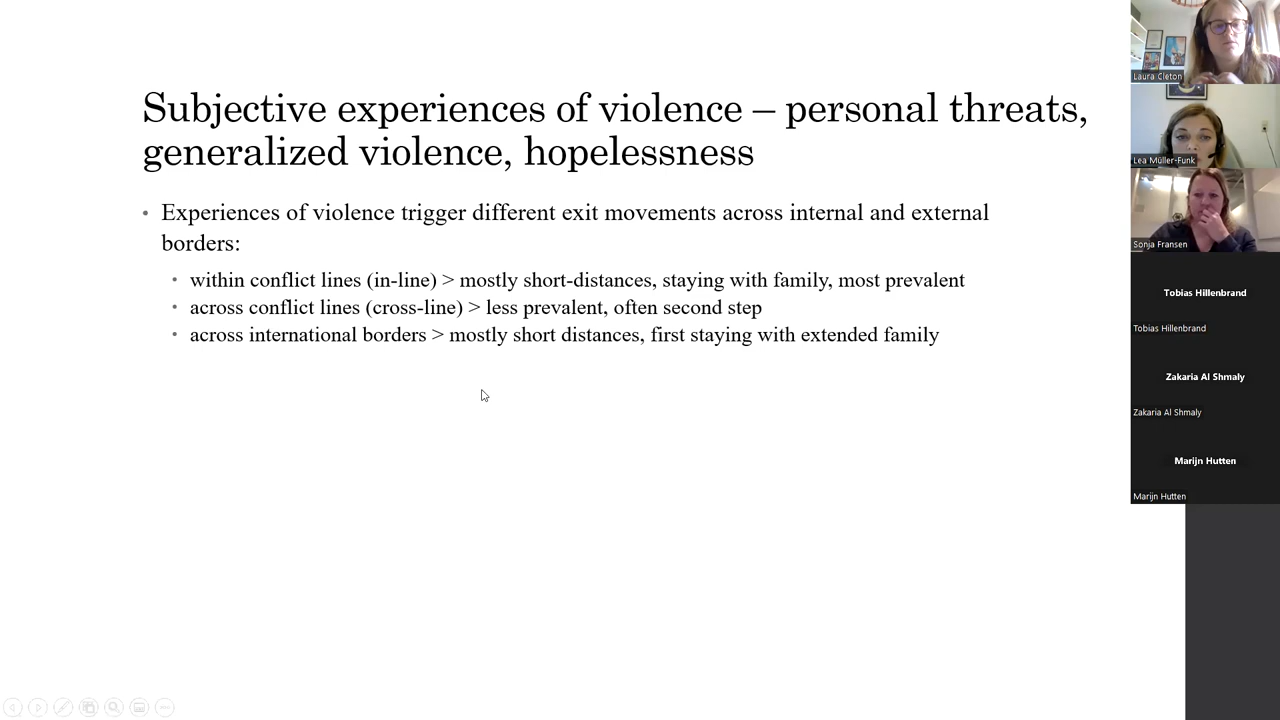 Subjective experiences of violence – personal threats,
generalized violence, hopelessness
• Experiences of violence trigger different exit movements across internal and external
borders:
• within conflict lines (in-line) > mostly short-distances, staying with family, most prevalent
• across conflict lines (cross-line) > less prevalent, often second step
• across international borders > mostly short distances, first staying with extended family
Laura Cleton
Lea Müller-Funk
Sonja Fransen
Tobias Hillenbrand
Tobias Hillenbrand
Zakaria Al Shmaly
Zakaria Al Shmaly
Marijn Hutten
Marijn Hutten